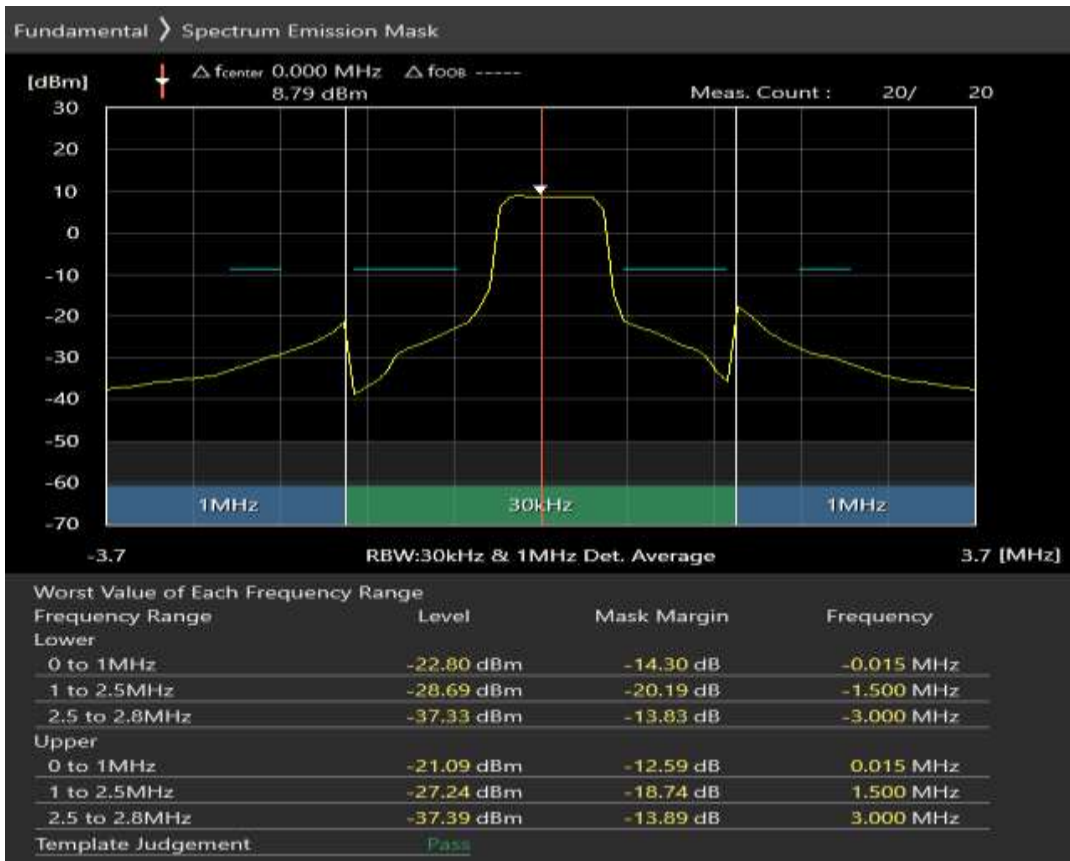 Fundamental 〉 Spectrum Emission Mask
[dBm] △ fcenter 0.000 MHz △ fOOB -----
8.79 dBm Meas. Count : 20/ 20
30
20
10
0
-10
-20
-30
-40
-50
-60
1MHz 30kHz 1MHz
-70
-3.7 RBW:30kHz & 1MHz Det. Average 3.7 [MHz]
Worst Value of Each Frequency Range
Frequency Range Level Mask Margin Frequency
Lower
0 to 1MHz -22.80 dBm -14.30 dB -0.015 MHz
1 to 2.5MHz -28.69 dBm -20.19 dB -1.500 MHz
2.5 to 2.8MHz -37.33 dBm -13.83 dB -3.000 MHz
Upper
0 to 1MHz -21.09 dBm -12.59 dB 0.015 MHz
1 to 2.5MHz -27.24 dBm -18.74 dB 1.500 MHz
2.5 to 2.8MHz -37.39 dBm -13.89 dB 3.000 MHz
Template Judgement Pass